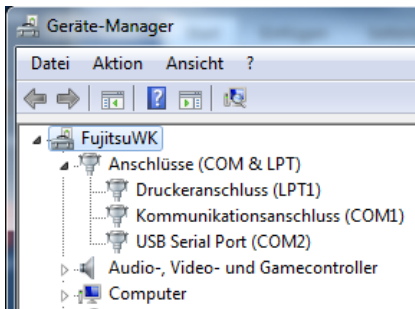 Geräte-Manager
Datei Aktion Ansicht ?
FujitsuWK
Anschlüsse (COM & LPT)
Druckeranschluss (LPT1)
Kommunikationsanschluss (COM1)
USB Serial Port (COM2)
Audio-, Video- und Gamecontroller
Computer